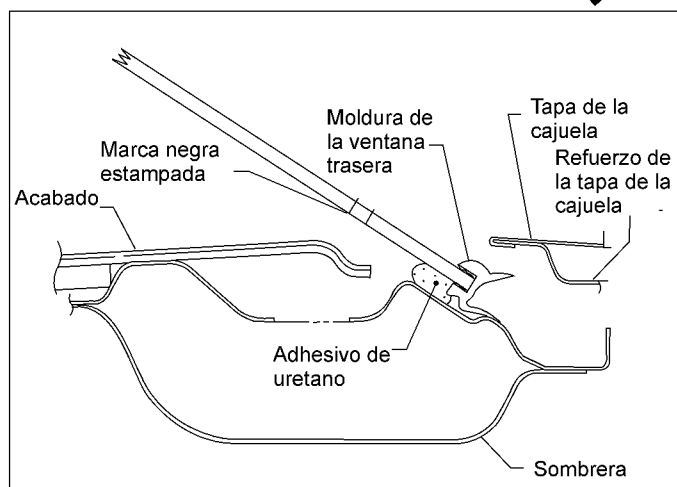 Moldura de
la ventana
trasera
Tapa de la
cajuela
Refuerzo de
la tapa de la
cajuela
Marca negra
estampada
Acabado
Adhesivo de
uretano
Sombrera